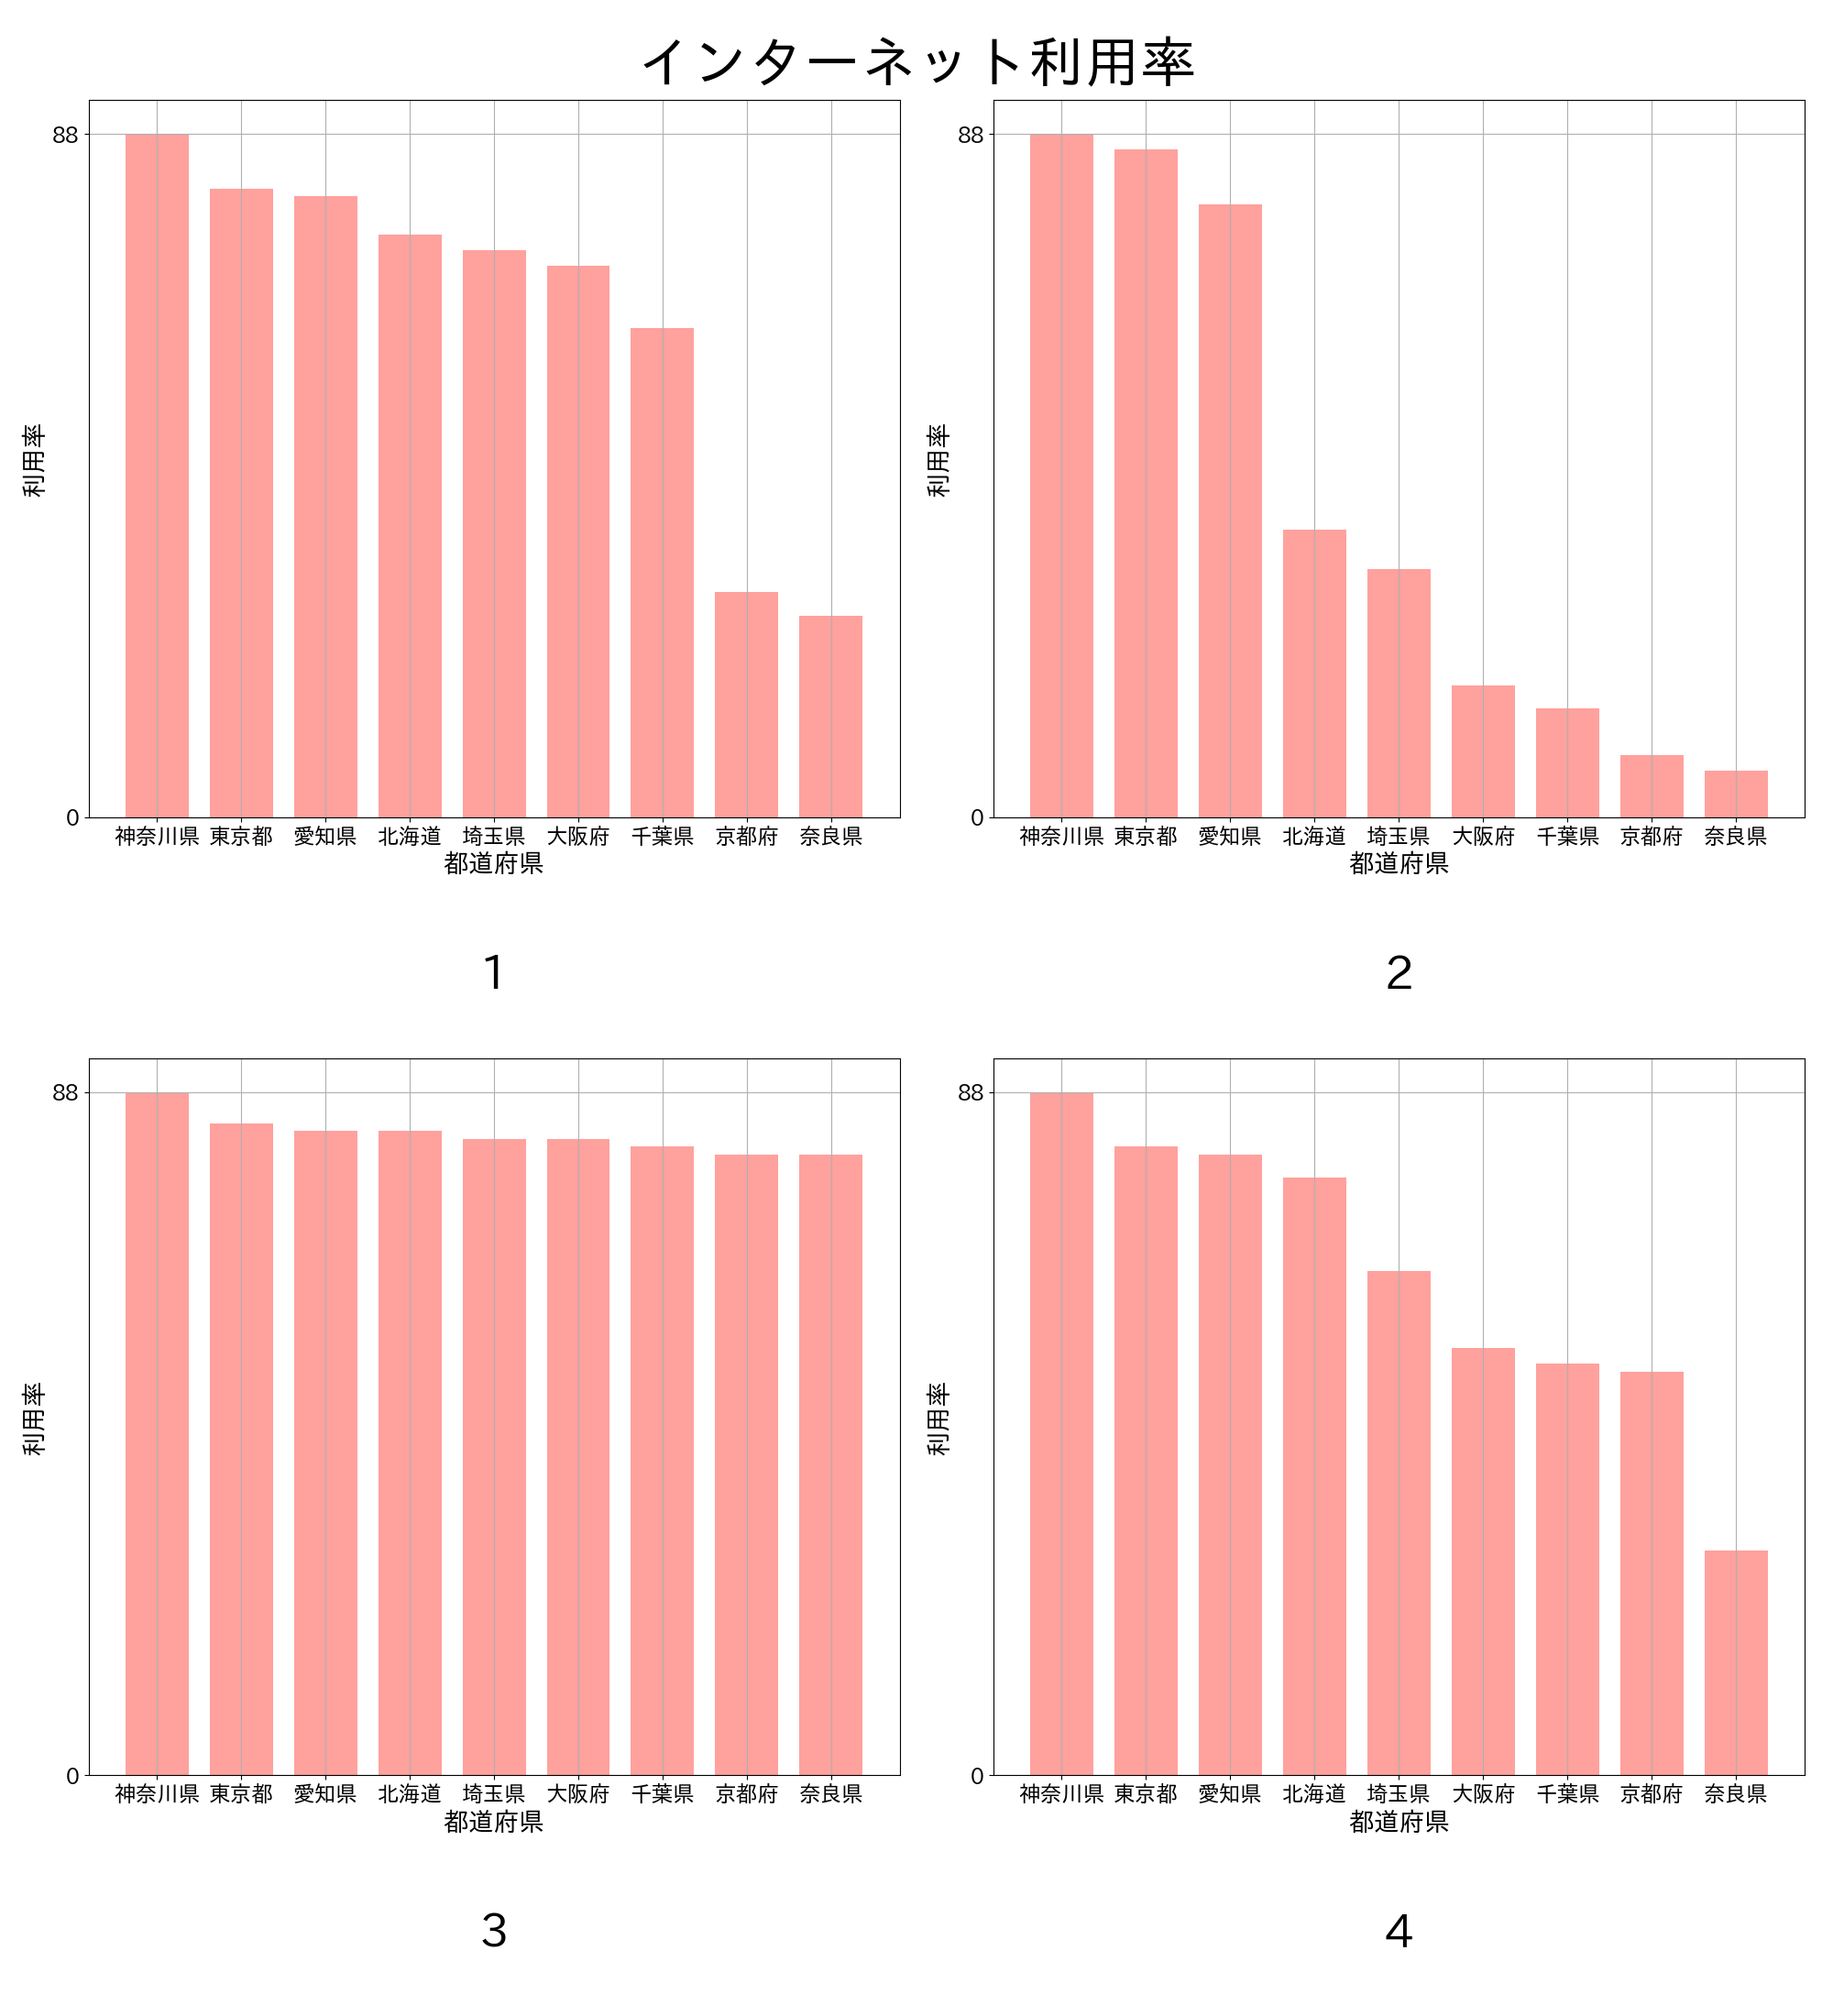 インターネット利用率
88
0
利用率
神奈川県 東京都 愛知県 北海道 埼玉県 大阪府 千葉県 京都府 奈良県
都道府県
1
88
0
利用率
神奈川県 東京都 愛知県 北海道 埼玉県 大阪府 千葉県 京都府 奈良県
都道府県
2
88
0
利用率
神奈川県 東京都 愛知県 北海道 埼玉県 大阪府 千葉県 京都府 奈良県
都道府県
3
88
0
利用率
神奈川県 東京都 愛知県 北海道 埼玉県 大阪府 千葉県 京都府 奈良県
都道府県
4